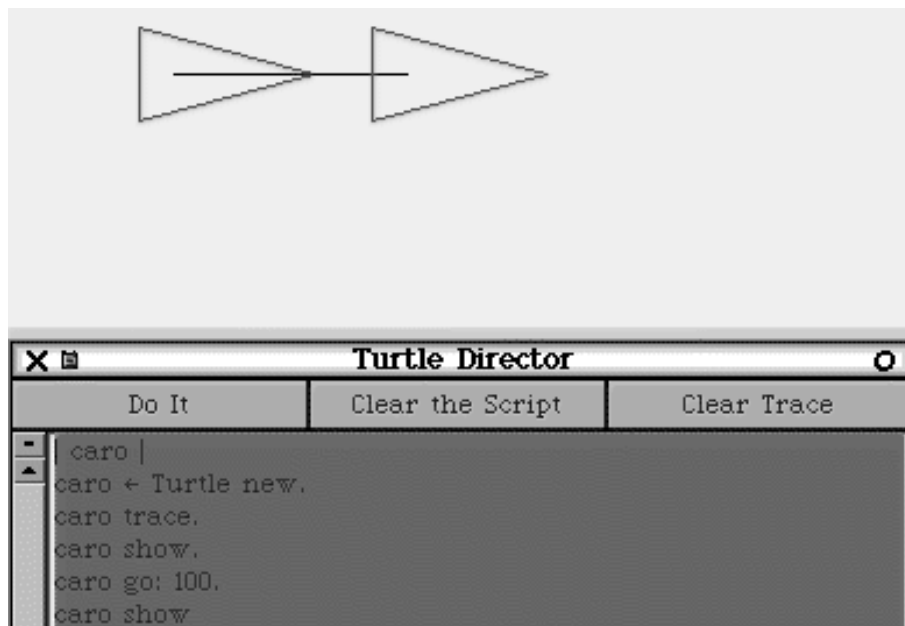 Turtle Director
Do It Clear the Script Clear Trace
| caro |
caro ← Turtle new.
caro trace.
caro show.
caro go: 100.
caro show